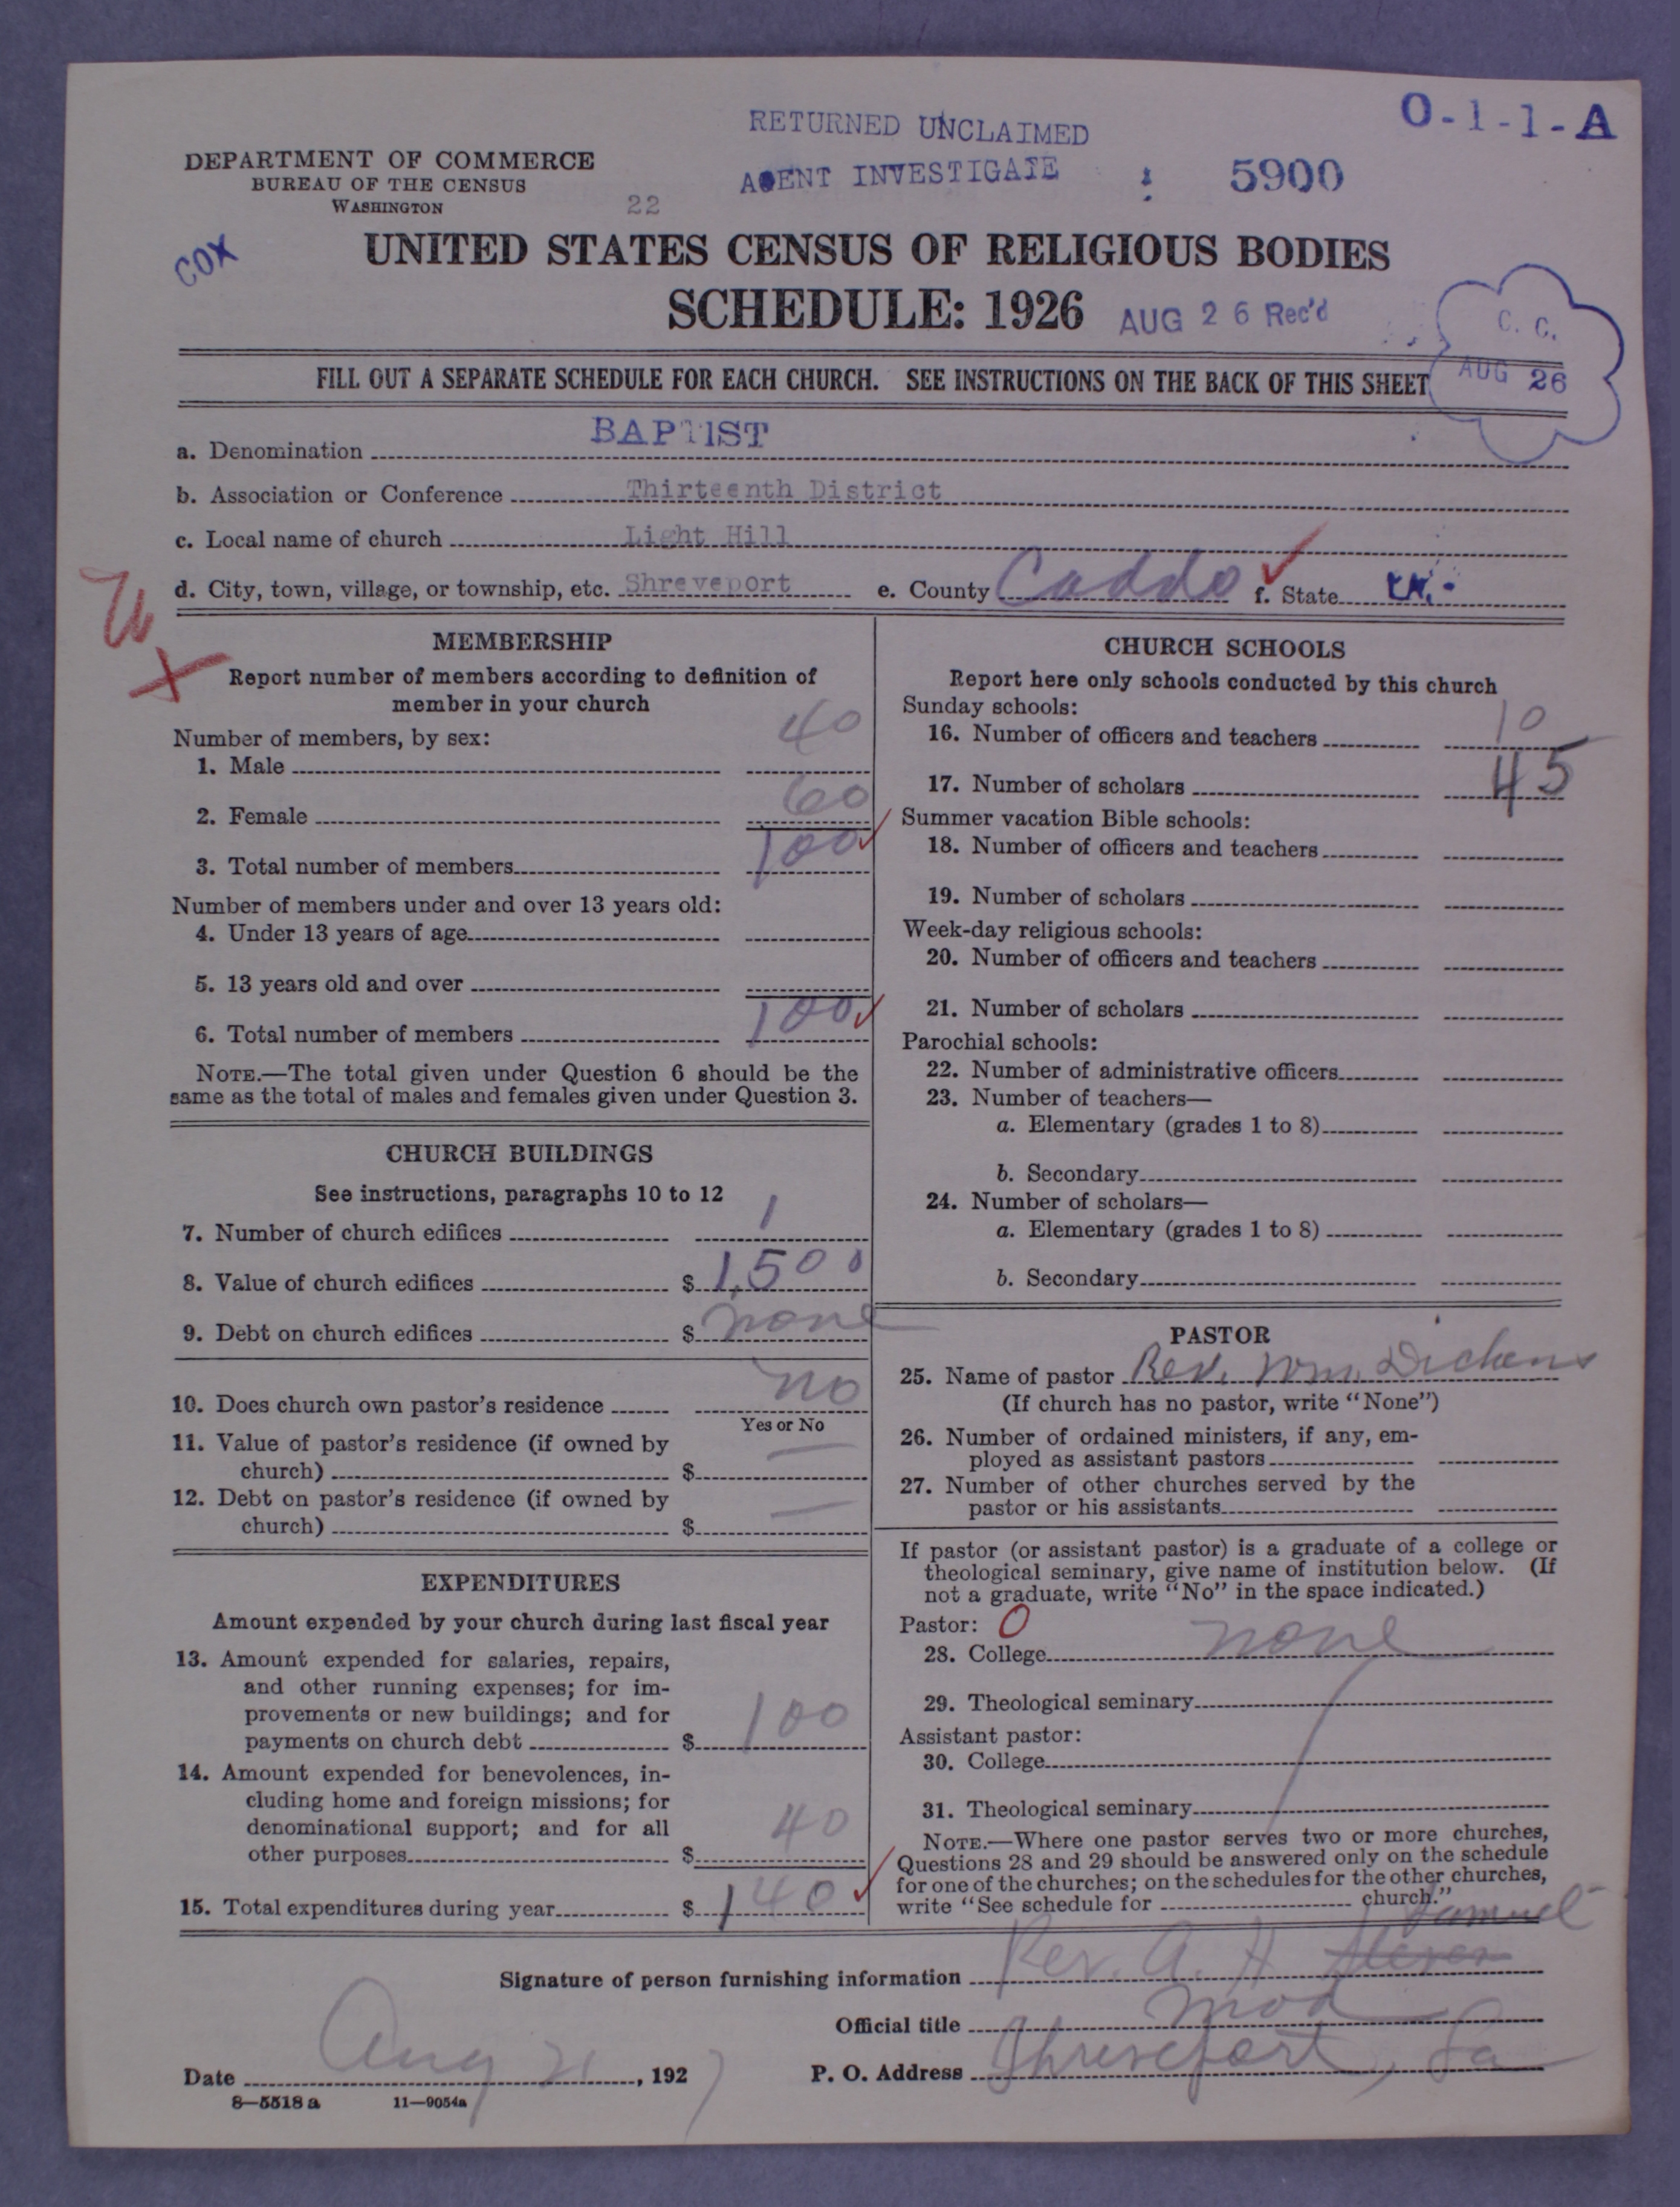 RETURNED UNCLAIMED
O-1-1-A
DEPARTMENT OF COMMERCE
BUREAU OF THE CENSUS
WASHINGTON
AGENT INVESTIGATE : 5900
22
COX
UNITED STATES CENSUS OF RELIGIOUS BODIES
SCHEDULE: 1926
AUG 26 Rec'd
C. C.
AUG 26
FILL OUT A SEPARATE SCHEDULE FOR EACH CHURCH. SEE INSTRUCTIONS ON THE BACK OF THIS SHEET
a. Denomination BAPTIST
b. Association or Conference Thirteenth District
c. Local name of church Light Hill
d. City, town, village, or township, etc. Shreveport e. County Caddo f. State
MEMBERSHIP
Report number of members according to definition of
member in your church
Number of members, by sex:
1. Male 40
2. Female 60
3. Total number of members 100
Number of members under and over 13 years old:
4. Under 13 years of age
5. 13 years old and over
6. Total number of members 100
NOTE.—The total given under Question 6 should be the
same as the total of males and females given under Question 3.
CHURCH BUILDINGS
See instructions, paragraphs 10 to 12
7. Number of church edifices 1
8. Value of church edifices $ 1,500
9. Debt on church edifices $ none
10. Does church own pastor's residence no
Yes or No
11. Value of pastor's residence (if owned by
church) $ —
12. Debt on pastor's residence (if owned by
church) $ —
EXPENDITURES
Amount expended by your church during last fiscal year
13. Amount expended for salaries, repairs,
and other running expenses; for im-
provements or new buildings; and for
payments on church debt $ 100
14. Amount expended for benevolences, in-
cluding home and foreign missions; for
denominational support; and for all
other purposes $ 40
15. Total expenditures during year $ 140
CHURCH SCHOOLS
Report here only schools conducted by this church
Sunday schools:
16. Number of officers and teachers 10
17. Number of scholars 45
Summer vacation Bible schools:
18. Number of officers and teachers
19. Number of scholars
Week-day religious schools:
20. Number of officers and teachers
21. Number of scholars
Parochial schools:
22. Number of administrative officers
23. Number of teachers—
a. Elementary (grades 1 to 8)
b. Secondary
24. Number of scholars—
a. Elementary (grades 1 to 8)
b. Secondary
PASTOR
25. Name of pastor Rev. Wm. Dickens
(If church has no pastor, write "None")
26. Number of ordained ministers, if any, em-
ployed as assistant pastors
27. Number of other churches served by the
pastor or his assistants
If pastor (or assistant pastor) is a graduate of a college or
theological seminary, give name of institution below. (If
not a graduate, write "No" in the space indicated.)
Pastor: O
28. College none
29. Theological seminary
Assistant pastor:
30. College
31. Theological seminary
NOTE.—Where one pastor serves two or more churches,
Questions 28 and 29 should be answered only on the schedule
for one of the churches; on the schedules for the other churches,
write "See schedule for church."
Samuel
Signature of person furnishing information Rev. A. H.
Official title Mod
Date Aug 21, 1927 P. O. Address Shreveport, La
8—5518 a 11—9054a